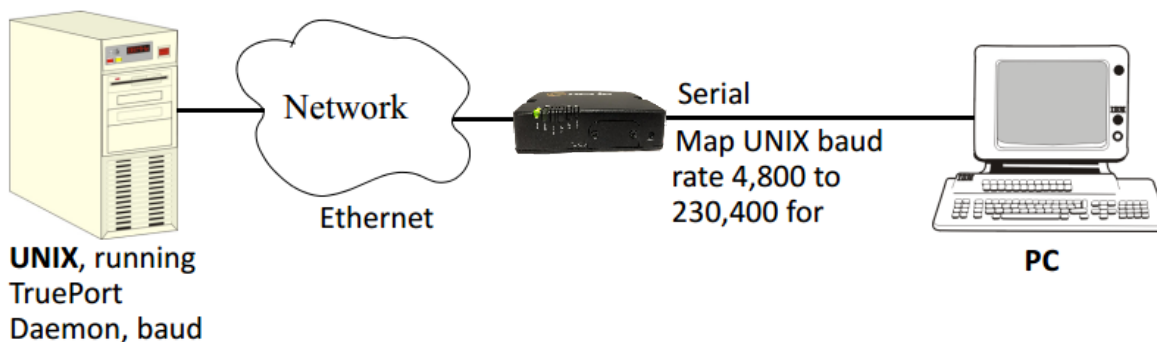 Network
Ethernet
UNIX, running
TruePort
Daemon, baud
Serial
Map UNIX baud
rate 4,800 to
230,400 for
PC